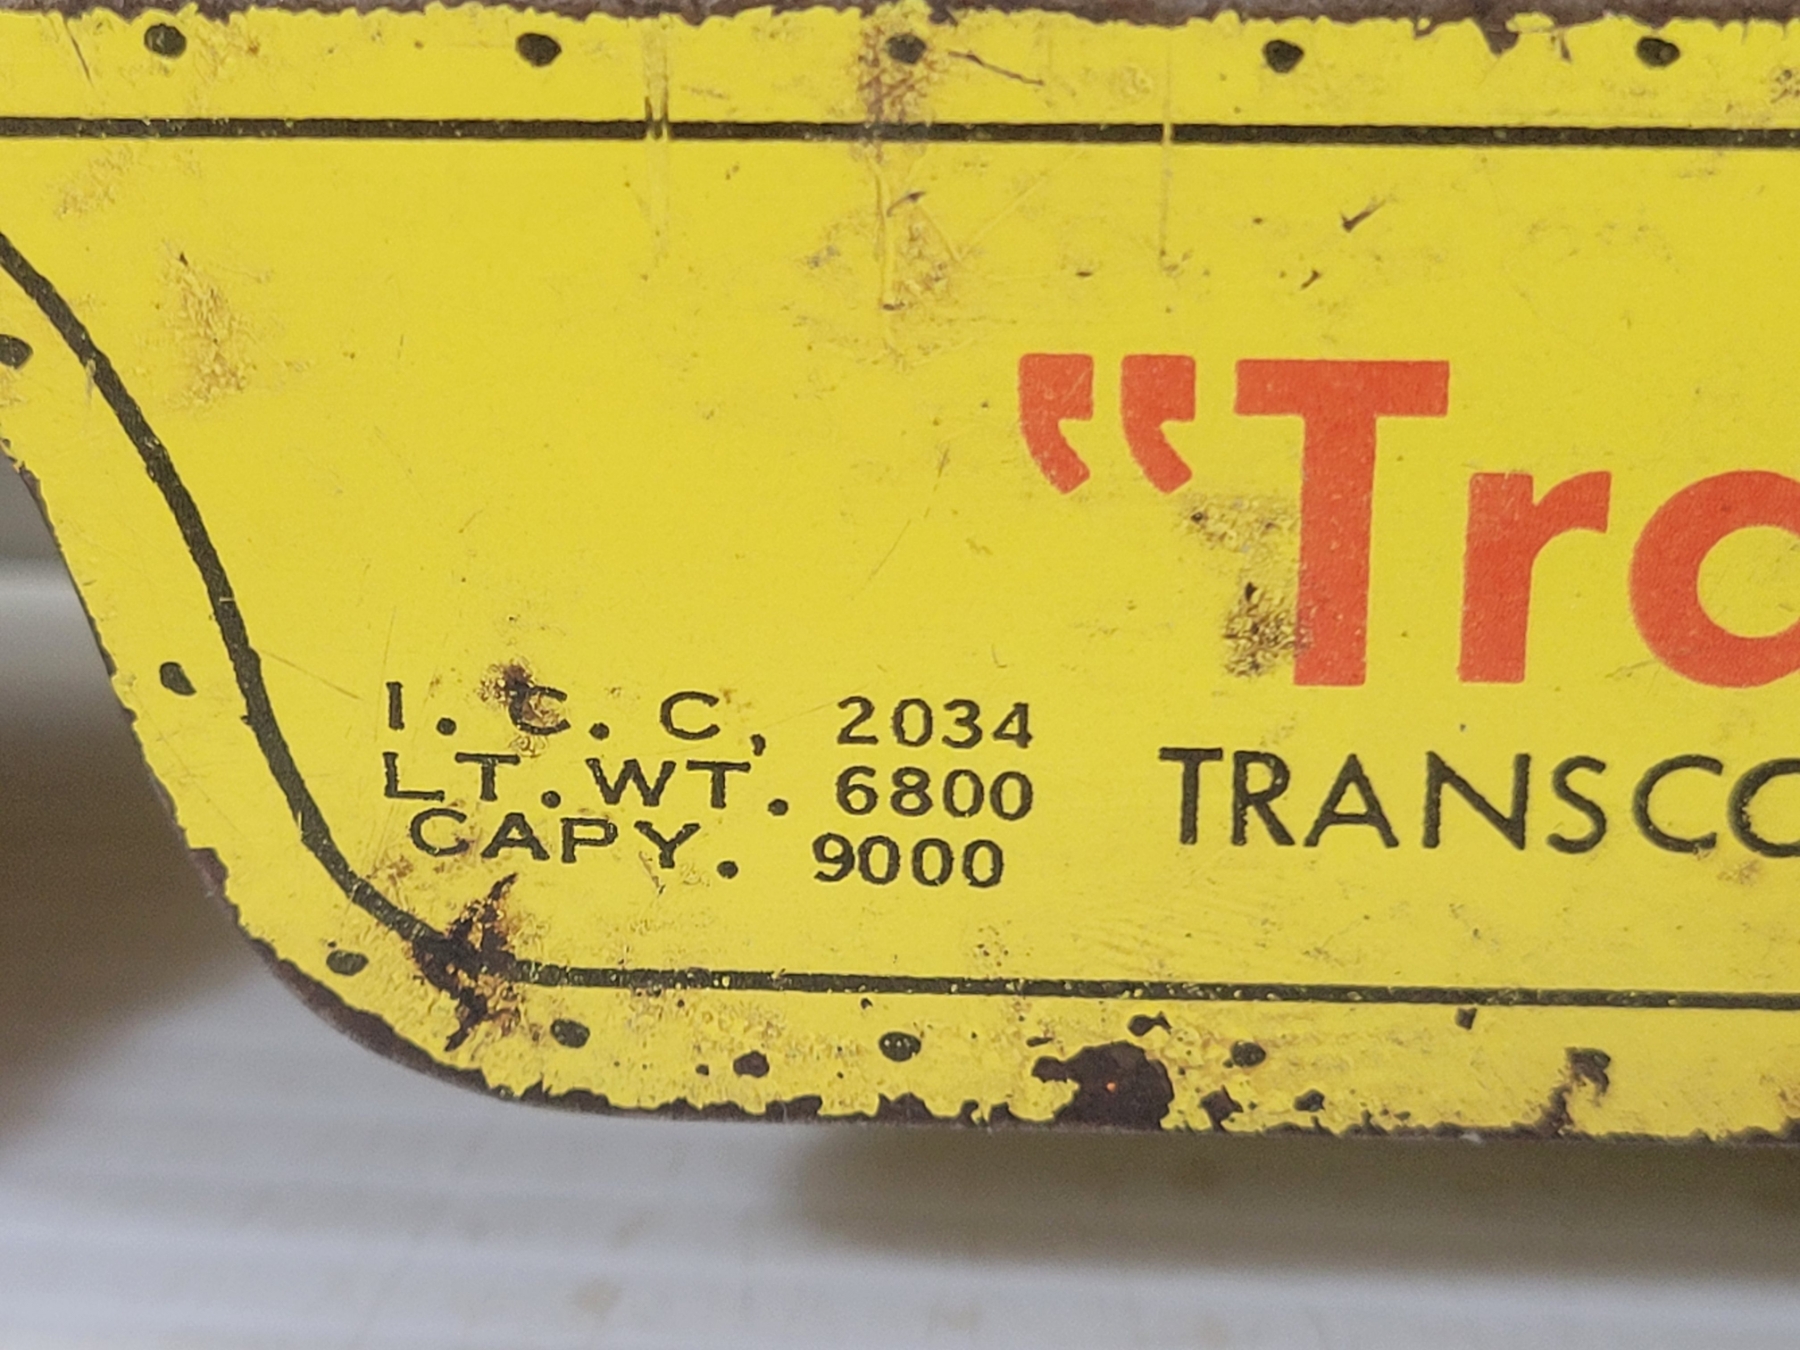 "Tra
I. C. C, 2034
LT. WT. 6800
CAPY. 9000
TRANSCO